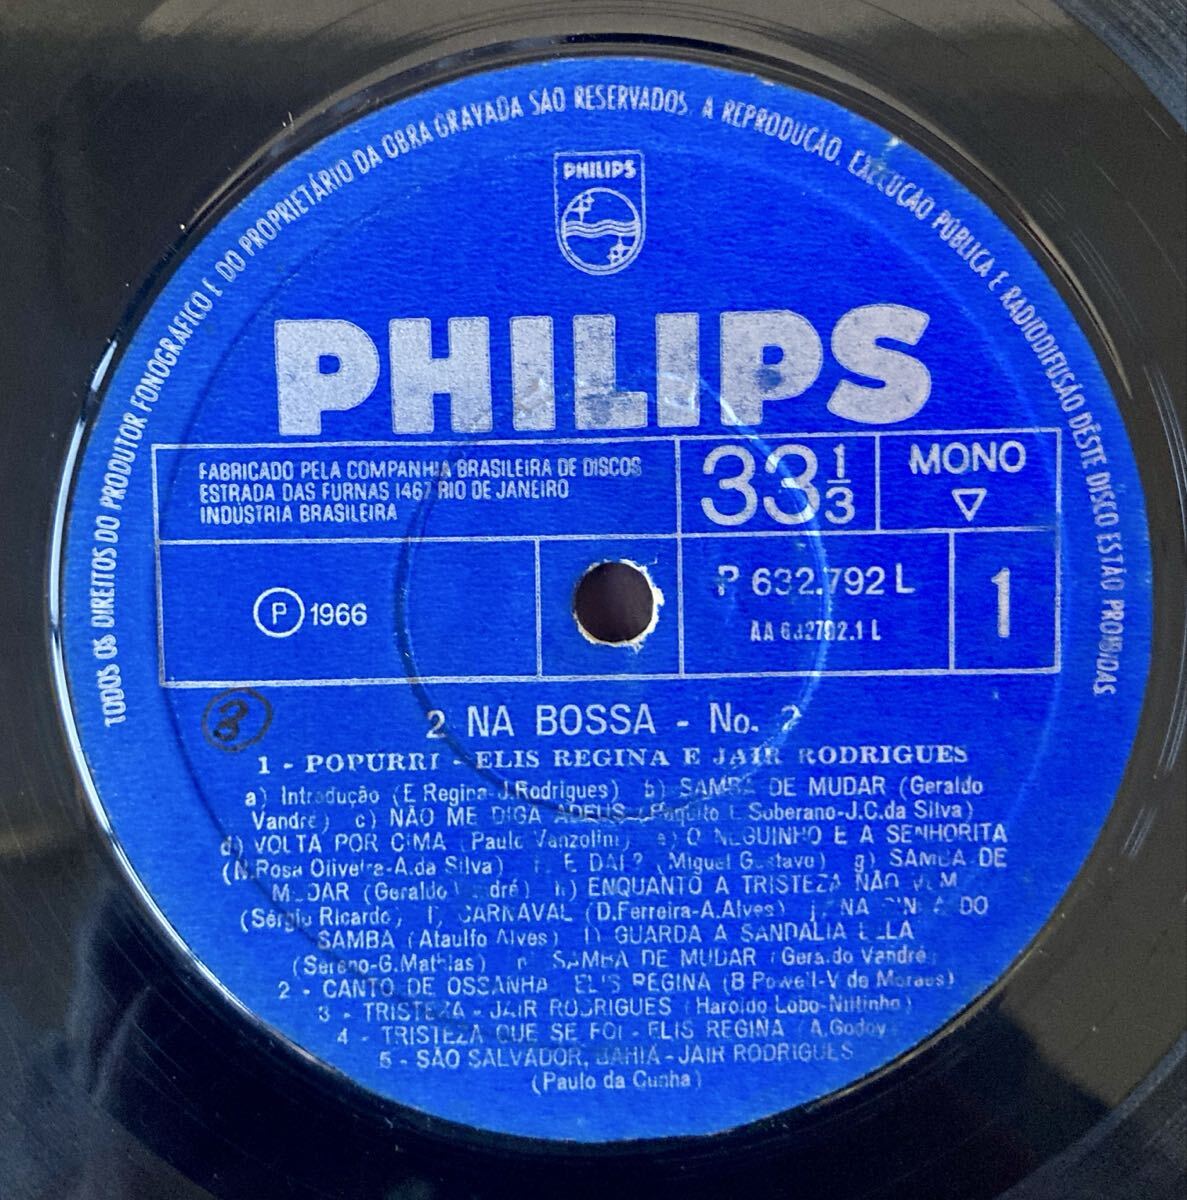 TODOS OS DIREITOS DO PRODUTOR FONOGRÁFICO E DO PROPRIETÁRIO DA OBRA GRAVADA SÃO RESERVADOS. A REPRODUÇÃO, EXECUÇÃO PÚBLICA E RADIODIFUSÃO DÊSTE DISCO ESTÃO PROIBIDAS
PHILIPS
PHILIPS
FABRICADO PELA COMPANHIA BRASILEIRA DE DISCOS
ESTRADA DAS FURNAS 1467 RIO DE JANEIRO
INDÚSTRIA BRASILEIRA
33 1/3
MONO
P 1966
P 632.792 L
AA 632792.1 L
1
2 NA BOSSA - No. 2
1 - POPURRI - ELIS REGINA E JAIR RODRIGUES
a) Introdução (E Regina-J.Rodrigues) b) SAMBA DE MUDAR (Geraldo
Vandré) c) NÃO ME DIGA ADEUS (Paquito L Soberano-J.C.da Silva)
d) VOLTA POR CIMA (Paulo Vanzolini) e) O NEGUINHO E A SENHORITA
(N.Rosa Oliveira-A.da Silva) E DAI? (Miguel Gustavo) g) SAMBA DE
MUDAR (Geraldo Vandré) h) ENQUANTO A TRISTEZA NÃO VEM
(Sérgio Ricardo) CARNAVAL (D.Ferreira-A.Alves) NA DO
SAMBA (Ataulfo Alves) l) GUARDA A SANDÁLIA DELA
(Sereno-G.Mathias) SAMBA DE MUDAR (Geraldo Vandré)
2 - CANTO DE OSSANHA - ELIS REGINA (B Powell-V de Moraes)
3 - TRISTEZA - JAIR RODRIGUES (Haroldo Lobo-Niltinho)
4 - TRISTEZA QUE SE FOI - ELIS REGINA (A.Godoy)
5 - SÃO SALVADOR, BAHIA - JAIR RODRIGUES
(Paulo da Cunha)